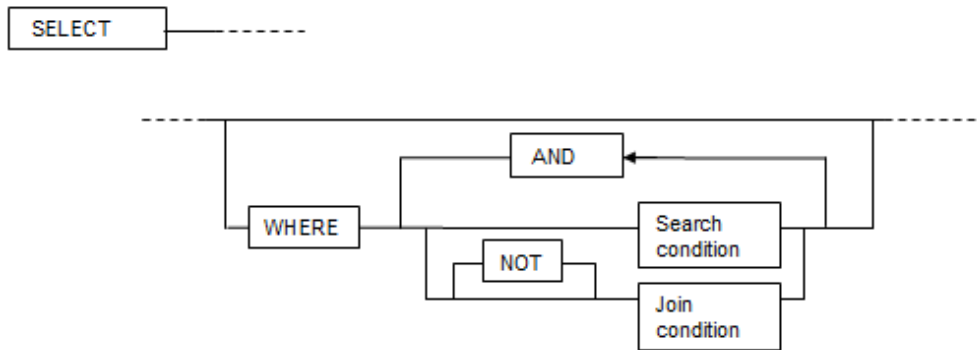 SELECT
AND
WHERE
Search
condition
NOT
Join
condition